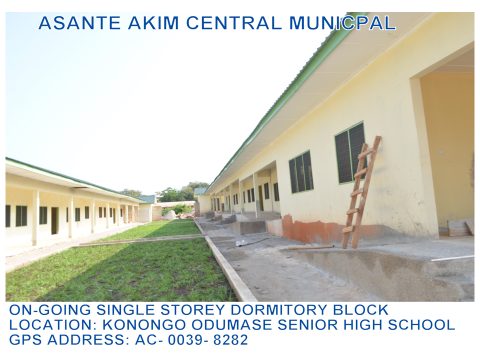 ASANTE AKIM CENTRAL MUNICPAL
ON-GOING SINGLE STOREY DORMITORY BLOCK
LOCATION: KONONGO ODUMASE SENIOR HIGH SCHOOL
GPS ADDRESS: AC- 0039- 8282